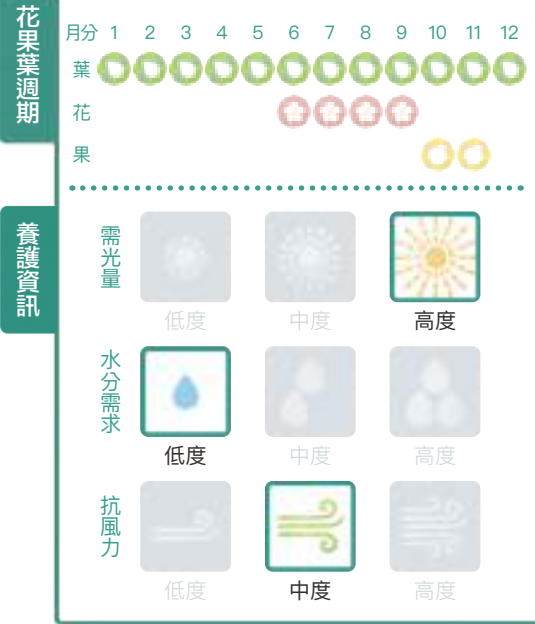 花果葉週期
月分 1 2 3 4 5 6 7 8 9 10 11 12
葉
花
果
養護資訊
需光量
低度 中度 高度
水分需求
低度 中度 高度
抗風力
低度 中度 高度